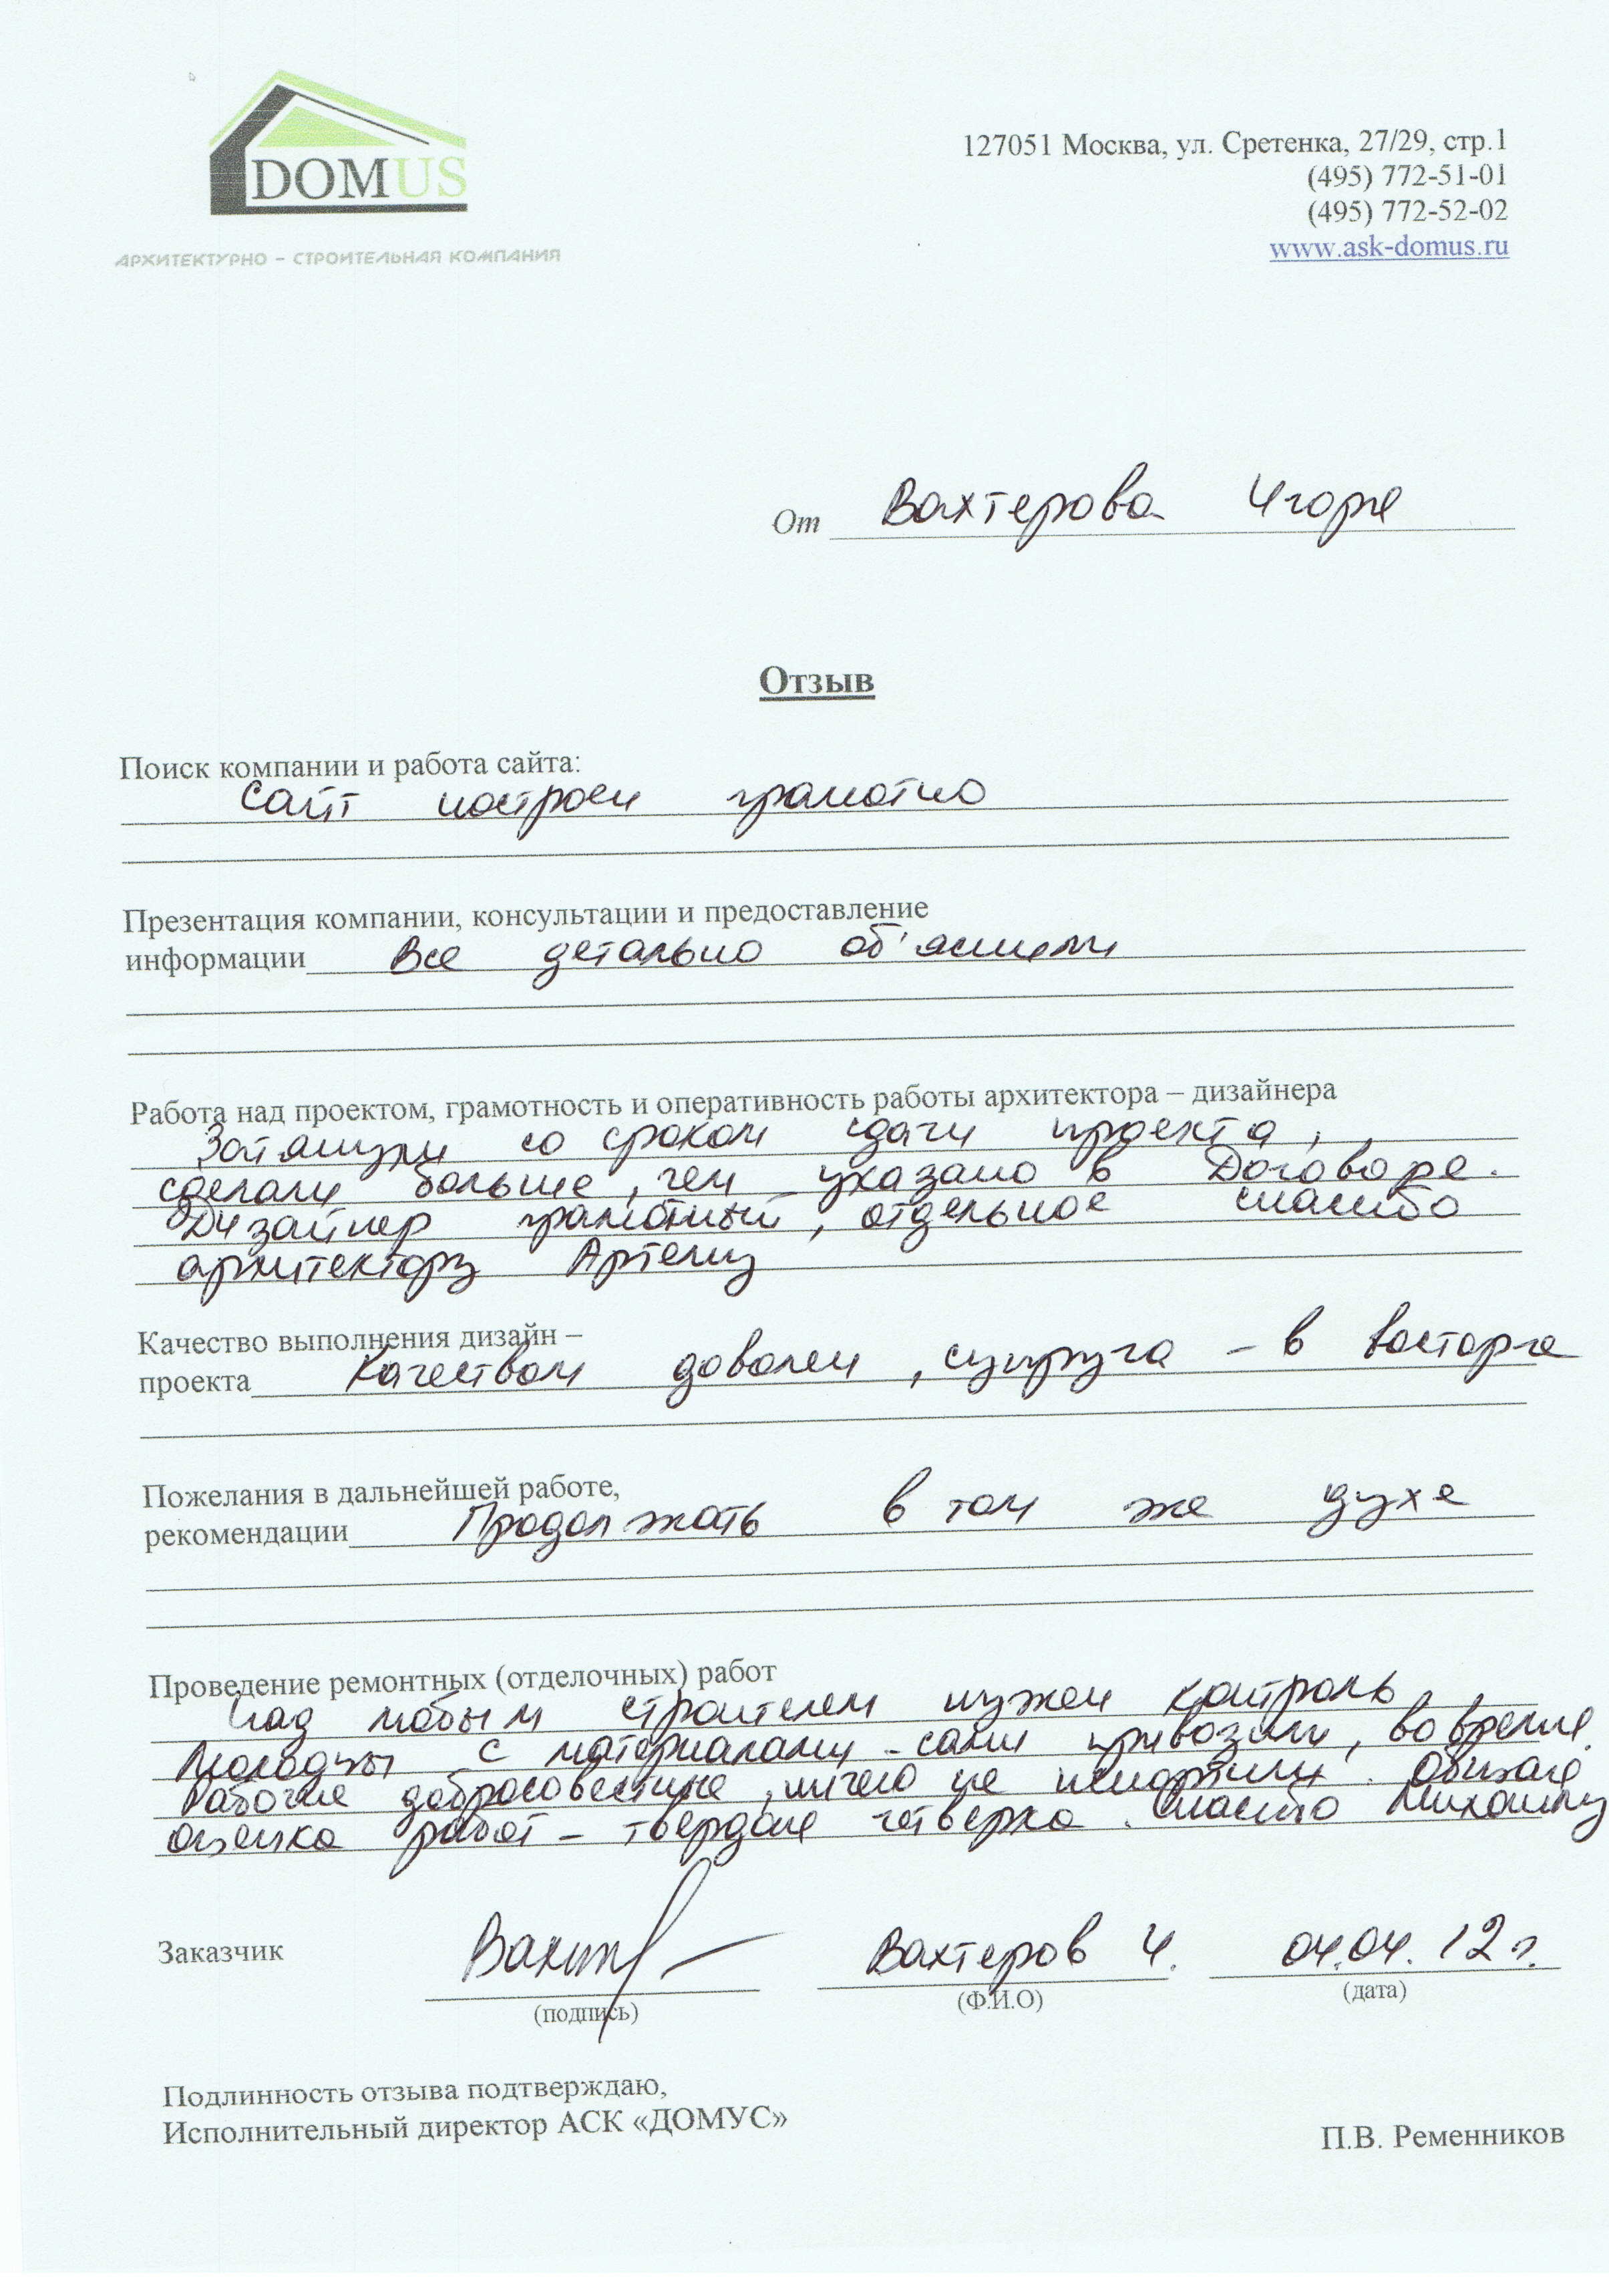 DOMUS
АРХИТЕКТУРНО – СТРОИТЕЛЬНАЯ КОМПАНИЯ
127051 Москва, ул. Сретенка, 27/29, стр.1
(495) 772-51-01
(495) 772-52-02
www.ask-domus.ru
От Вахтерова Игоря
Отзыв
Поиск компании и работа сайта:
Сайт построен грамотно
Презентация компании, консультации и предоставление
информации Все детально об'яснили
Работа над проектом, грамотность и оперативность работы архитектора – дизайнера
Затянули со сроком сдачи проекта,
сделали больше, чем указано в Договоре.
Дизайнер грамотный, отдельное спасибо
архитектору Артему
Качество выполнения дизайн –
проекта Качеством доволен, супруга – в восторге
Пожелания в дальнейшей работе,
рекомендации Продолжать в том же духе
Проведение ремонтных (отделочных) работ
Над любым строителем нужен контроль.
Молодцы с материалами – сами привозили, во время.
Рабочие добросовестные, ничего не испортили. Общая
оценка работ – твердая четверка. Спасибо Михаилу
Заказчик Вахтеров И. 04.04.12 г.
(подпись) (Ф.И.О) (дата)
Подлинность отзыва подтверждаю,
Исполнительный директор АСК «ДОМУС»
П.В. Ременников